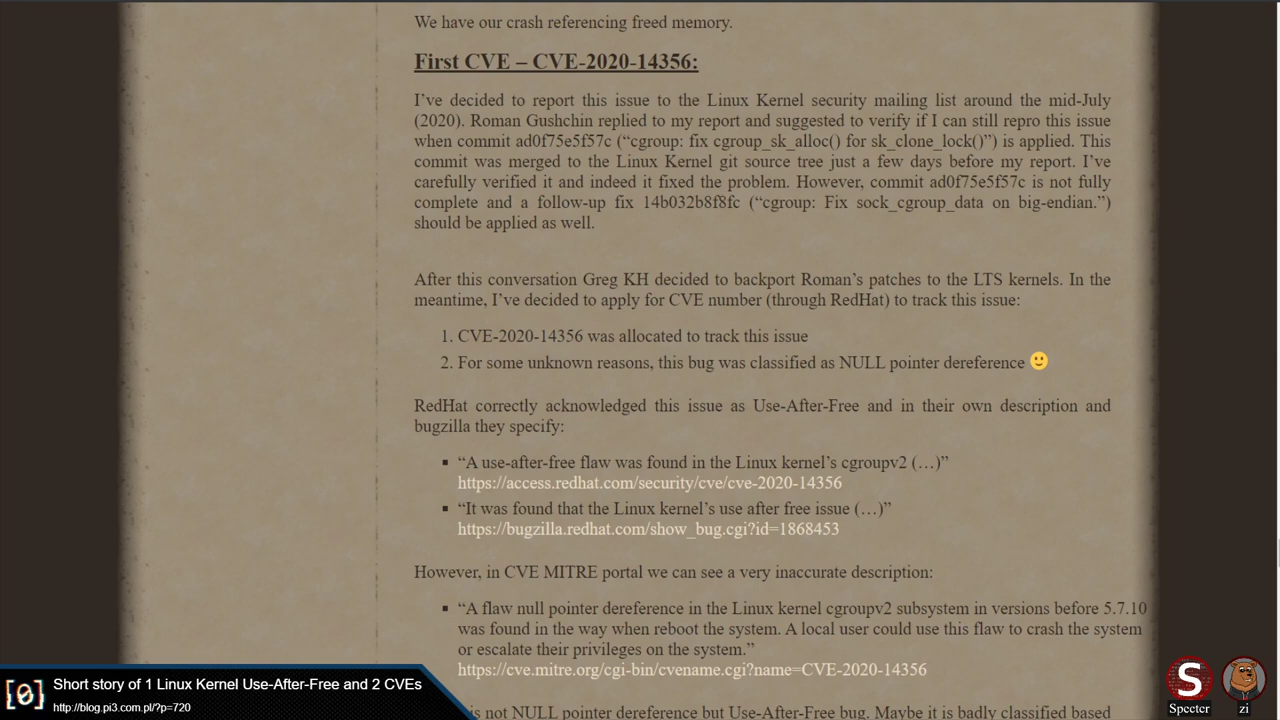 We have our crash referencing freed memory.
First CVE – CVE-2020-14356:
I’ve decided to report this issue to the Linux Kernel security mailing list around the mid-July
(2020). Roman Gushchin replied to my report and suggested to verify if I can still repro this issue
when commit ad0f75e5f57c (“cgroup: fix cgroup_sk_alloc() for sk_clone_lock()”) is applied. This
commit was merged to the Linux Kernel git source tree just a few days before my report. I’ve
carefully verified it and indeed it fixed the problem. However, commit ad0f75e5f57c is not fully
complete and a follow-up fix 14b032b8f8fc (“cgroup: Fix sock_cgroup_data on big-endian.”)
should be applied as well.
After this conversation Greg KH decided to backport Roman’s patches to the LTS kernels. In the
meantime, I’ve decided to apply for CVE number (through RedHat) to track this issue:
1. CVE-2020-14356 was allocated to track this issue
2. For some unknown reasons, this bug was classified as NULL pointer dereference 🙂
RedHat correctly acknowledged this issue as Use-After-Free and in their own description and
bugzilla they specify:
▪ “A use-after-free flaw was found in the Linux kernel’s cgroupv2 (…)”
https://access.redhat.com/security/cve/cve-2020-14356
▪ “It was found that the Linux kernel’s use after free issue (…)”
https://bugzilla.redhat.com/show_bug.cgi?id=1868453
However, in CVE MITRE portal we can see a very inaccurate description:
▪ “A flaw null pointer dereference in the Linux kernel cgroupv2 subsystem in versions before 5.7.10
was found in the way when reboot the system. A local user could use this flaw to crash the system
or escalate their privileges on the system.”
https://cve.mitre.org/cgi-bin/cvename.cgi?name=CVE-2020-14356
is not NULL pointer dereference but Use-After-Free bug. Maybe it is badly classified based
[0]
Short story of 1 Linux Kernel Use-After-Free and 2 CVEs
http://blog.pi3.com.pl/?p=720
S
Specter
zi